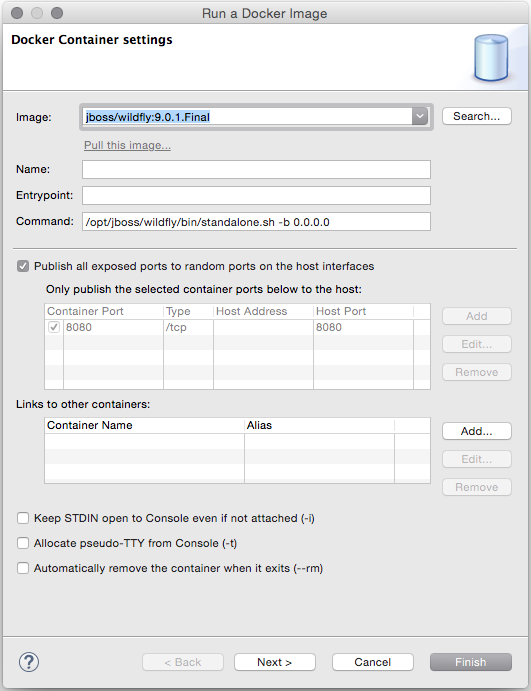 Run a Docker Image
Docker Container settings
Image: jboss/wildfly:9.0.1.Final Search...
Pull this image...
Name:
Entrypoint:
Command: /opt/jboss/wildfly/bin/standalone.sh -b 0.0.0.0
Publish all exposed ports to random ports on the host interfaces
Only publish the selected container ports below to the host:
Container Port Type Host Address Host Port Add
8080 /tcp 8080
Edit...
Remove
Links to other containers:
Container Name Alias Add...
Edit...
Remove
Keep STDIN open to Console even if not attached (-i)
Allocate pseudo-TTY from Console (-t)
Automatically remove the container when it exits (--rm)
? < Back Next > Cancel Finish